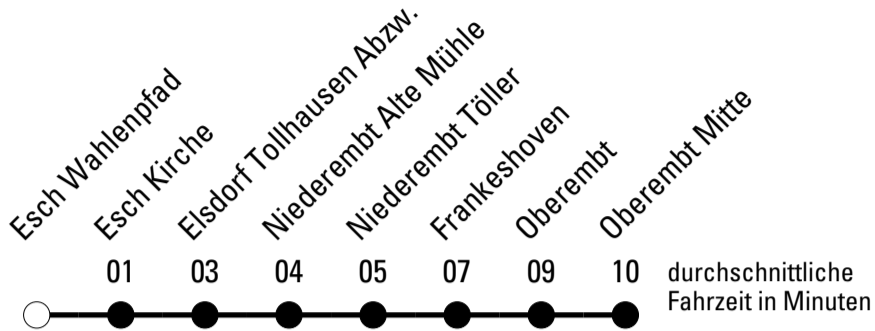 Esch Wahlenpfad
Esch Kirche
Elsdorf Tollhausen Abzw.
Niederembt Alte Mühle
Niederembt Töller
Frankeshoven
Oberembt
Oberembt Mitte
01 03 04 05 07 09 10
durchschnittliche
Fahrzeit in Minuten